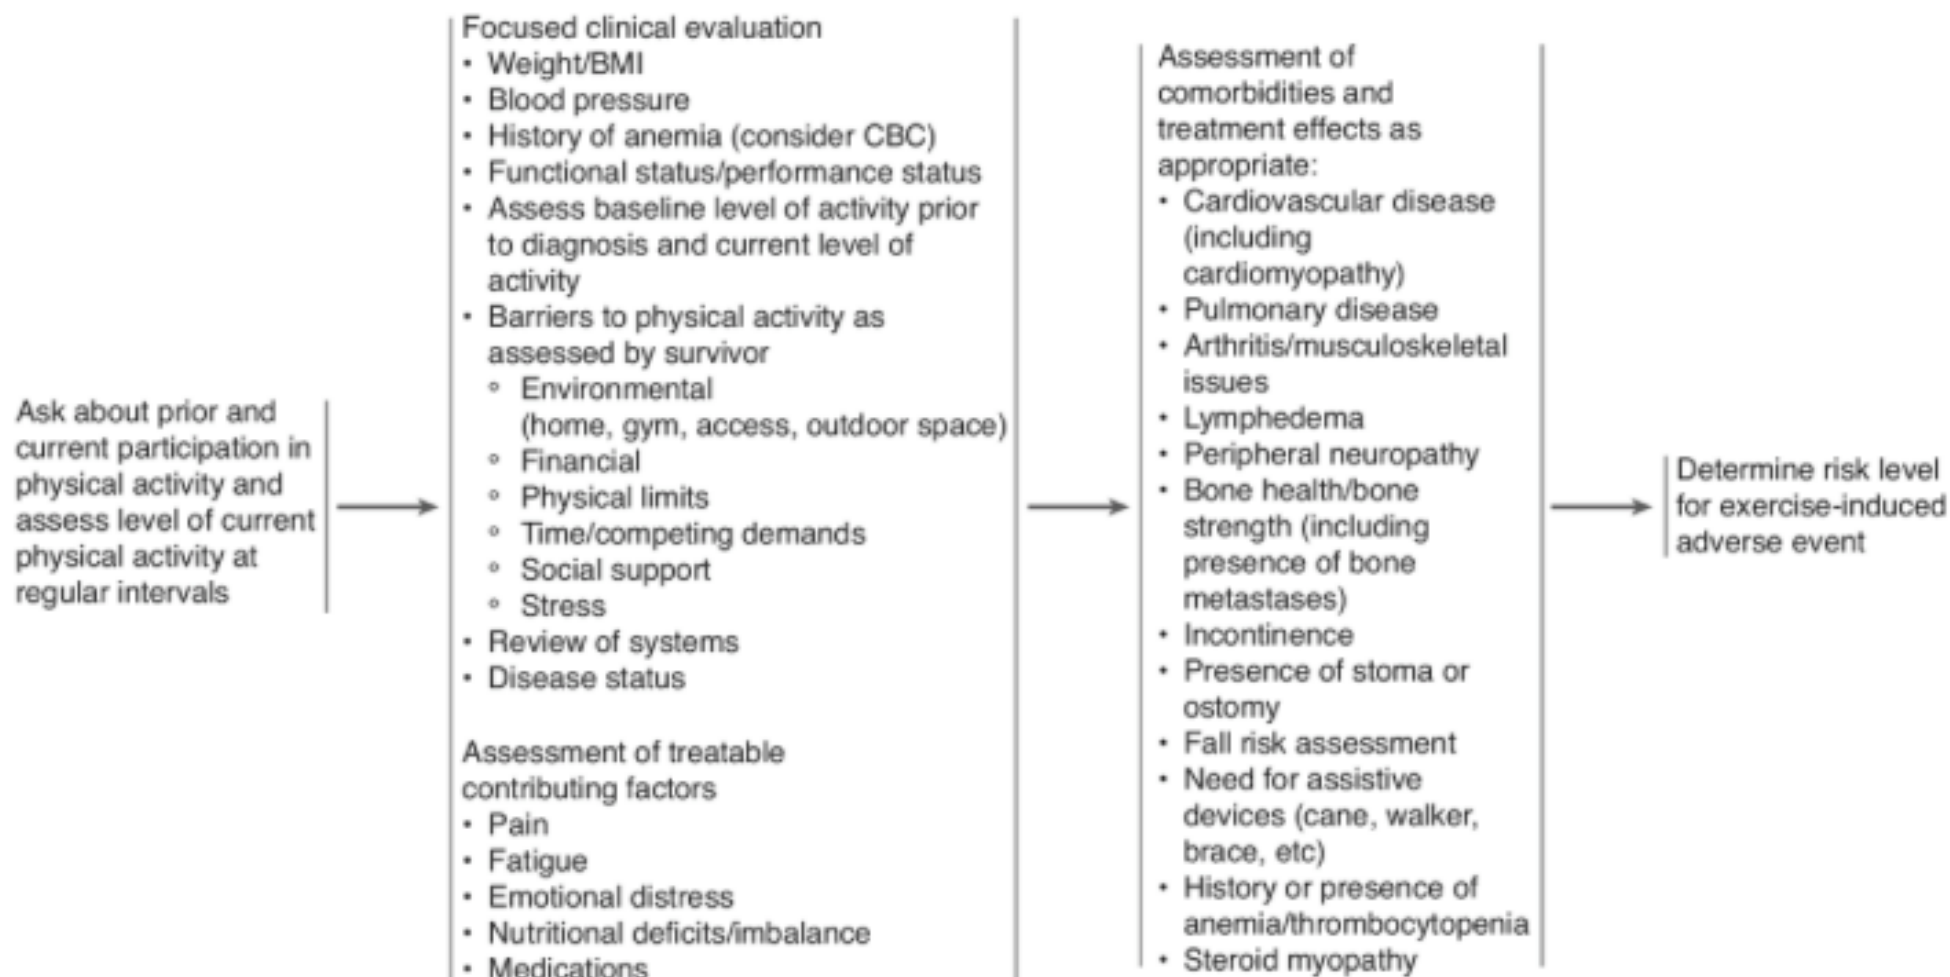 Ask about prior and
current participation in
physical activity and
assess level of current
physical activity at
regular intervals
Focused clinical evaluation
• Weight/BMI
• Blood pressure
• History of anemia (consider CBC)
• Functional status/performance status
• Assess baseline level of activity prior
to diagnosis and current level of
activity
• Barriers to physical activity as
assessed by survivor
° Environmental
(home, gym, access, outdoor space)
° Financial
° Physical limits
° Time/competing demands
° Social support
° Stress
• Review of systems
• Disease status
Assessment of treatable
contributing factors
• Pain
• Fatigue
• Emotional distress
• Nutritional deficits/imbalance
• Medications
Assessment of
comorbidities and
treatment effects as
appropriate:
• Cardiovascular disease
(including
cardiomyopathy)
• Pulmonary disease
• Arthritis/musculoskeletal
issues
• Lymphedema
• Peripheral neuropathy
• Bone health/bone
strength (including
presence of bone
metastases)
• Incontinence
• Presence of stoma or
ostomy
• Fall risk assessment
• Need for assistive
devices (cane, walker,
brace, etc)
• History or presence of
anemia/thrombocytopenia
• Steroid myopathy
Determine risk level
for exercise-induced
adverse event